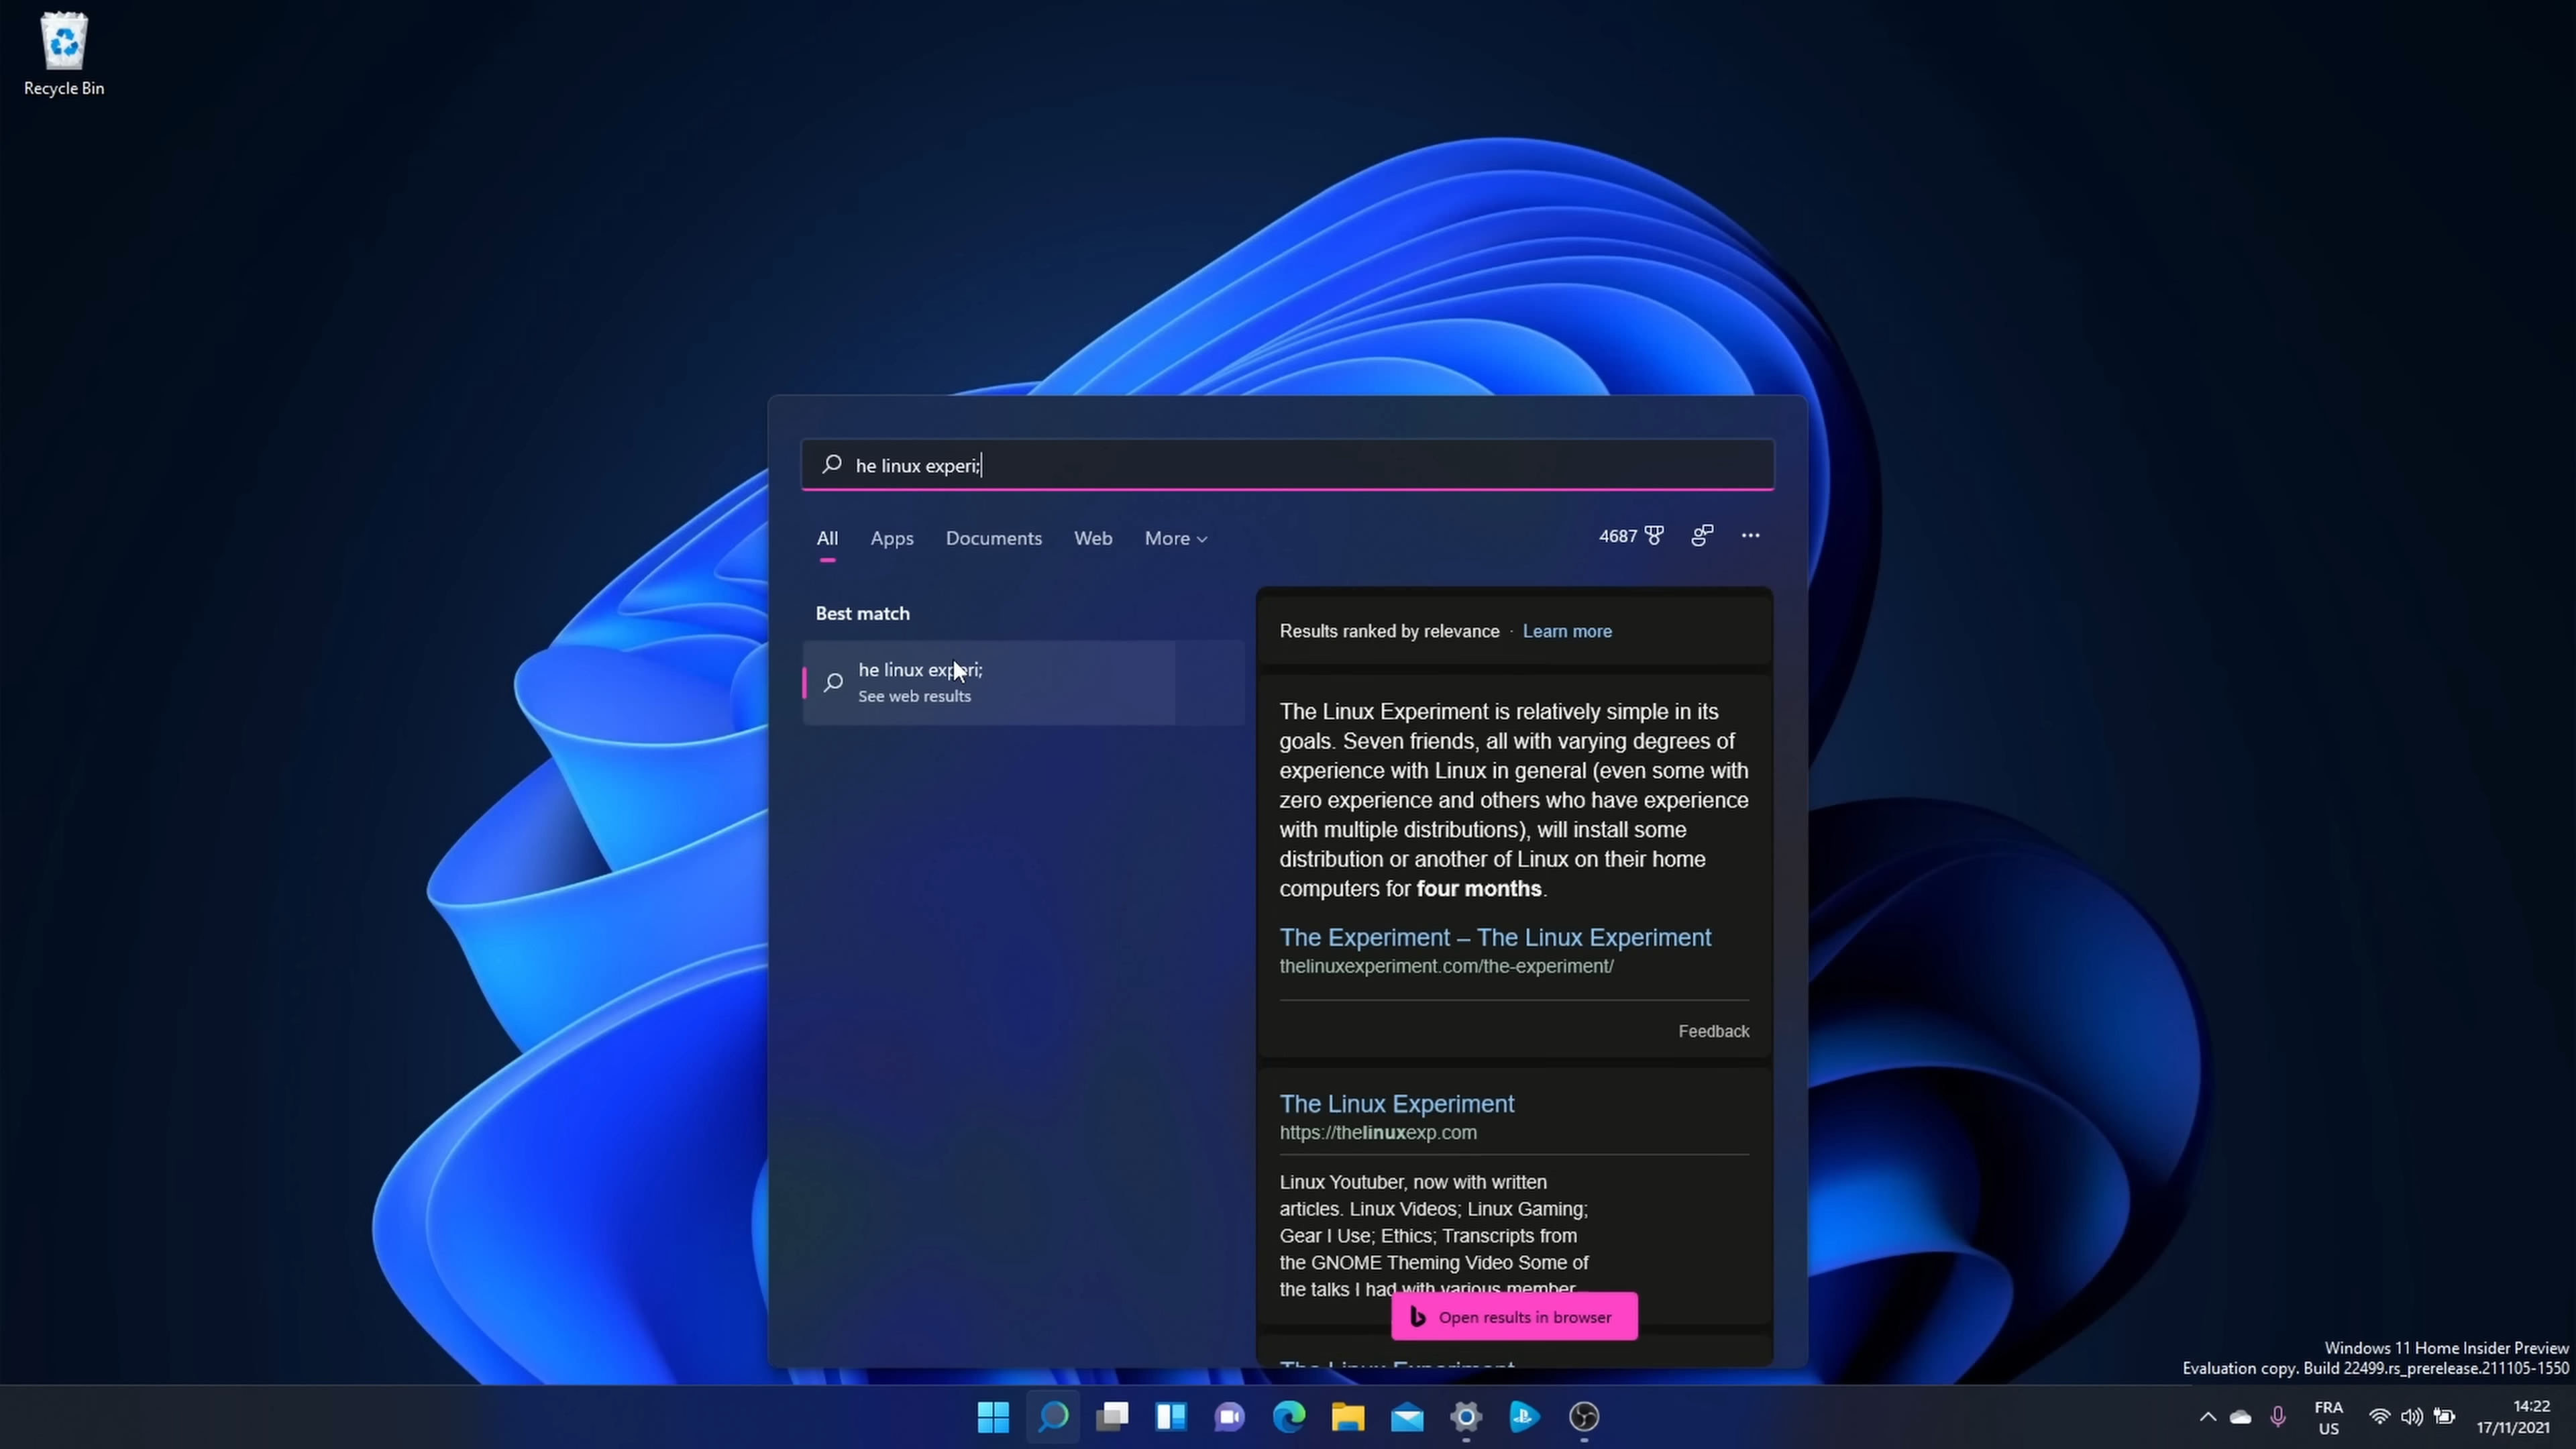 Recycle Bin
he linux experi;
All Apps Documents Web More
4687
Best match
he linux experi;
See web results
Results ranked by relevance · Learn more
The Linux Experiment is relatively simple in its
goals. Seven friends, all with varying degrees of
experience with Linux in general (even some with
zero experience and others who have experience
with multiple distributions), will install some
distribution or another of Linux on their home
computers for four months.
The Experiment – The Linux Experiment
thelinuxexperiment.com/the-experiment/
Feedback
The Linux Experiment
https://thelinuxexp.com
Linux Youtuber, now with written
articles. Linux Videos; Linux Gaming;
Gear I Use; Ethics; Transcripts from
the GNOME Theming Video Some of
the talks I had with various member
Open results in browser
The Linux Experiment
Windows 11 Home Insider Preview
Evaluation copy. Build 22499.rs_prerelease.211105-1550
FRA
US
14:22
17/11/2021